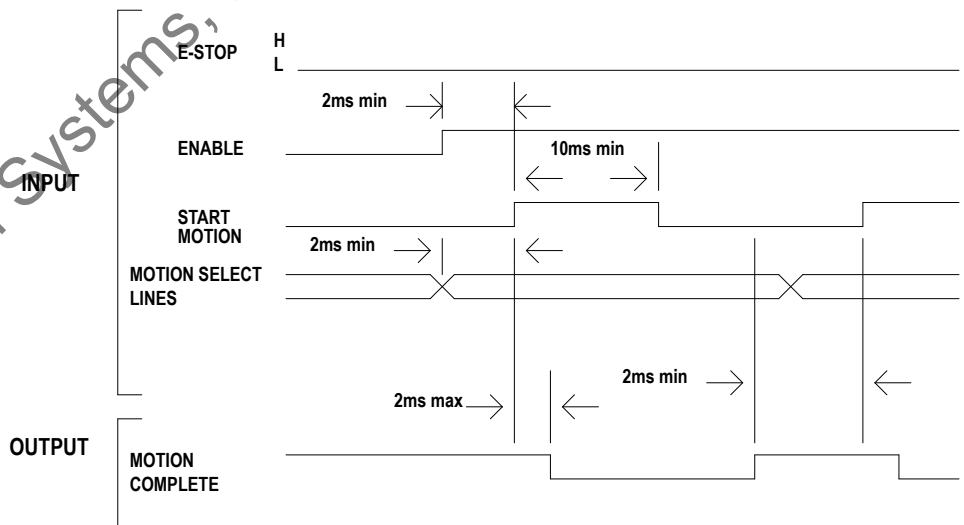 Systems,
E-STOP
H
L
2ms min
ENABLE
10ms min
INPUT
START
MOTION
2ms min
MOTION SELECT
LINES
2ms min
2ms max
OUTPUT
MOTION
COMPLETE